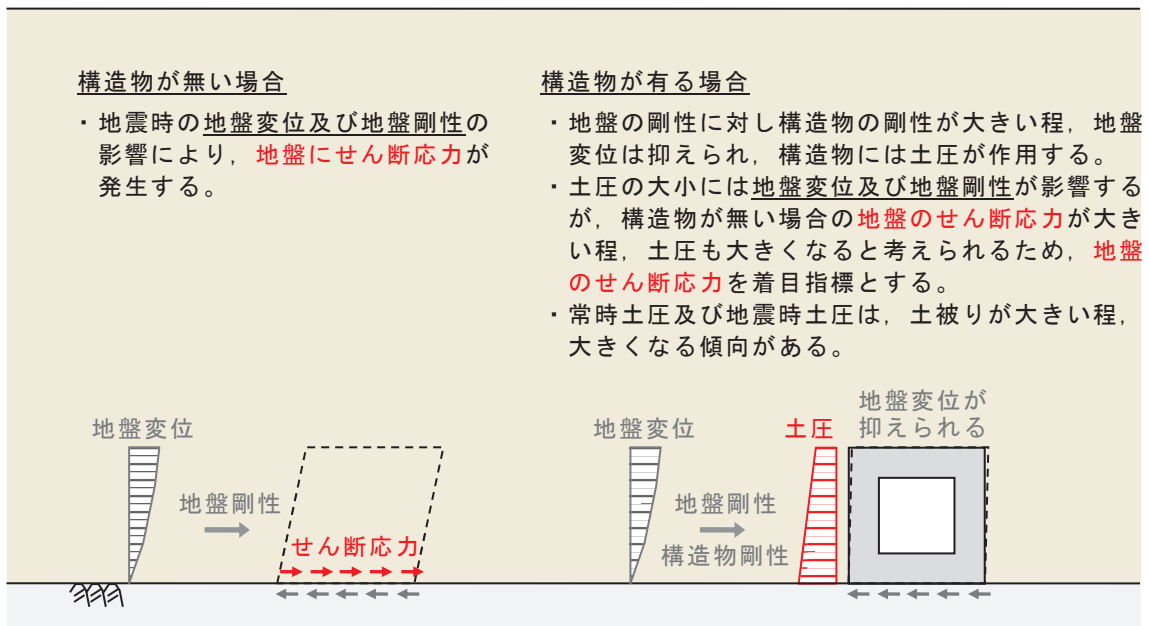 構造物が無い場合
・地震時の地盤変位及び地盤剛性の
影響により，地盤にせん断応力が
発生する。
構造物が有る場合
・地盤の剛性に対し構造物の剛性が大きい程，地盤
変位は抑えられ，構造物には土圧が作用する。
・土圧の大小には地盤変位及び地盤剛性が影響する
が，構造物が無い場合の地盤のせん断応力が大き
い程，土圧も大きくなると考えられるため，地盤
のせん断応力を着目指標とする。
・常時土圧及び地震時土圧は，土被りが大きい程，
大きくなる傾向がある。
地盤変位
地盤剛性
せん断応力
地盤変位
地盤剛性
構造物剛性
土圧
地盤変位が
抑えられる